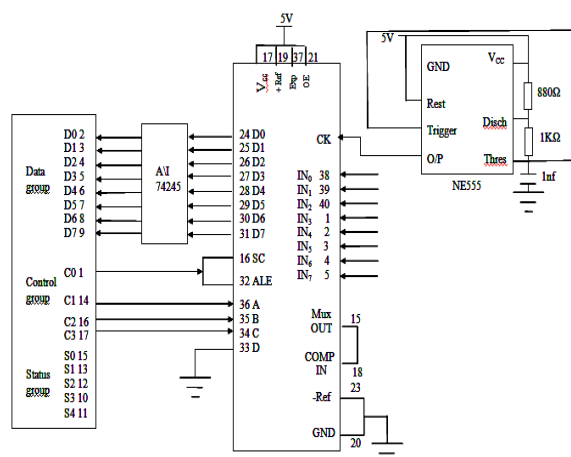 5V
17 19 37 21
Vcc
+Ref
Exp
OE
5V
GND
Vcc
Rest
Trigger
Disch
O/P
Thres
NE555
880Ω
1KΩ
1nf
CK
Data
group
Control
group
Status
group
D0 2
D1 3
D2 4
D3 5
D4 6
D5 7
D6 8
D7 9
C0 1
C1 14
C2 16
C3 17
S0 15
S1 13
S2 12
S3 10
S4 11
A\I
74245
24 D0
25 D1
26 D2
27 D3
28 D4
29 D5
30 D6
31 D7
16 SC
32 ALE
36 A
35 B
34 C
33 D
IN0 38
IN1 39
IN2 40
IN3 1
IN4 2
IN5 3
IN6 4
IN7 5
Mux
OUT
15
COMP
IN
18
23
-Ref
GND
20